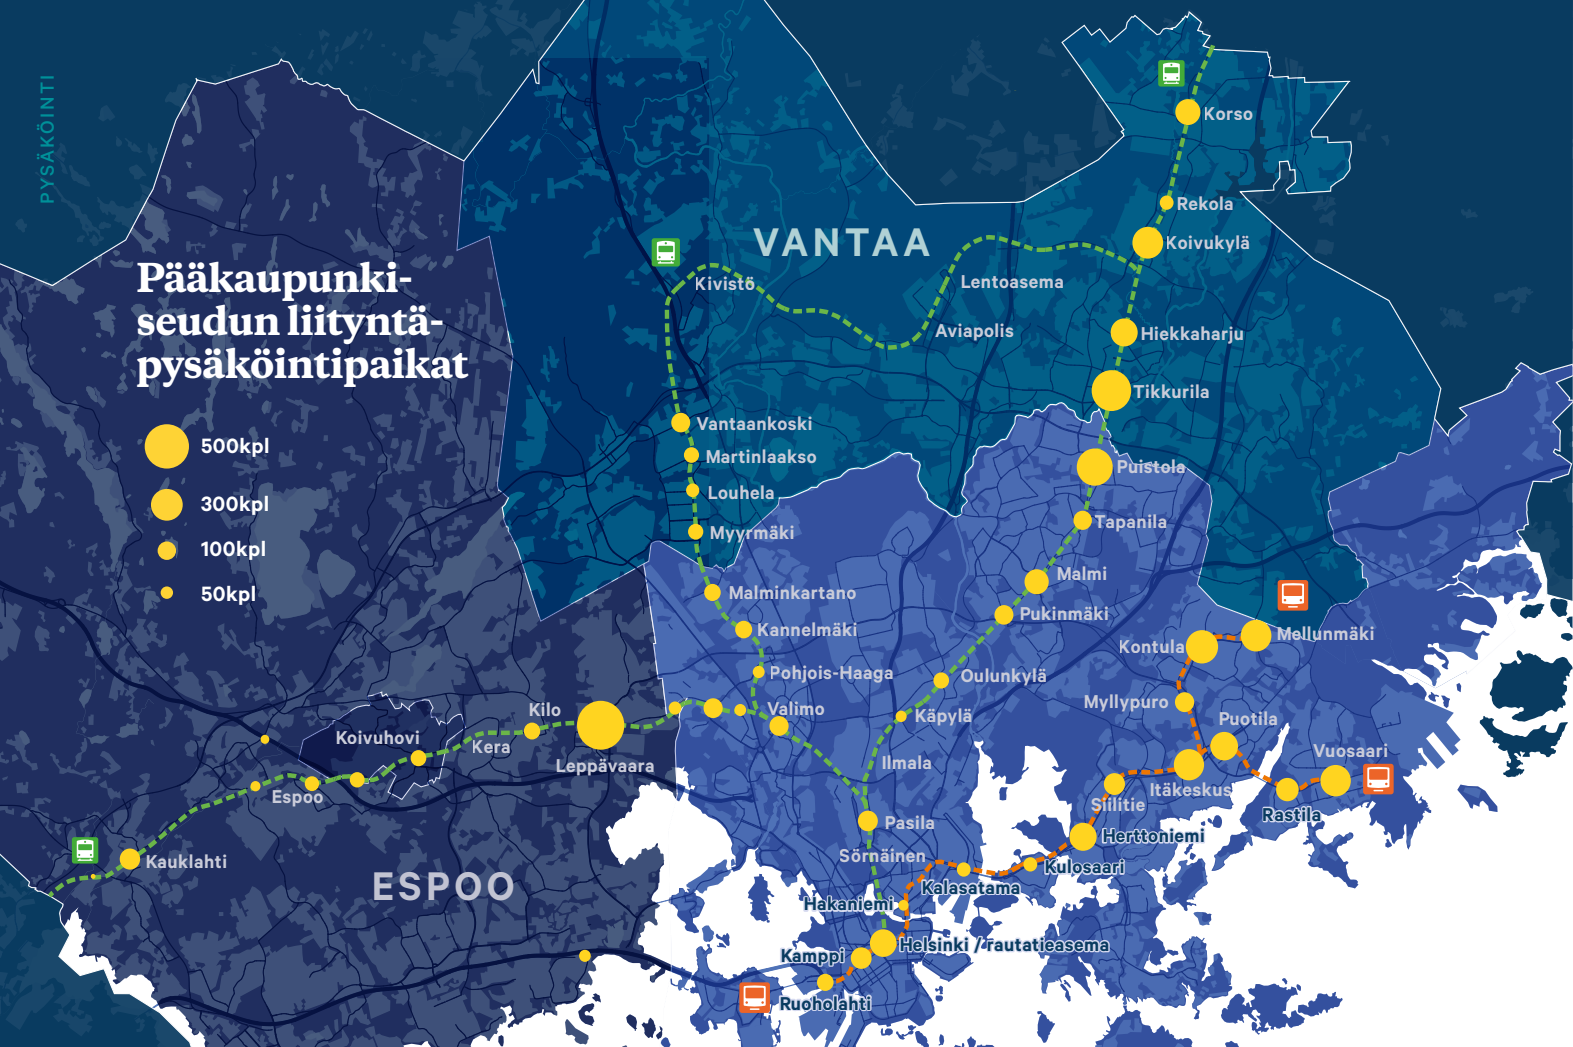 PYSÄKÖINTI
Pääkaupunki-
seudun liityntä-
pysäköintipaikat
500kpl
300kpl
100kpl
50kpl
VANTAA
ESPOO
Korso
Rekola
Koivukylä
Kivistö
Lentoasema
Aviapolis
Hiekkaharju
Tikkurila
Vantaankoski
Martinlaakso
Louhela
Myyrmäki
Puistola
Tapanila
Malmi
Malminkartano
Pukinmäki
Kannelmäki
Kontula
Mellunmäki
Pohjois-Haaga
Oulunkylä
Myllypuro
Kilo
Valimo
Käpylä
Puotila
Koivuhovi
Kera
Vuosaari
Leppävaara
Ilmala
Itäkeskus
Espoo
Siilitie
Rastila
Pasila
Herttoniemi
Kauklahti
Sörnäinen
Kulosaari
Kalasatama
Hakaniemi
Helsinki / rautatieasema
Kamppi
Ruoholahti